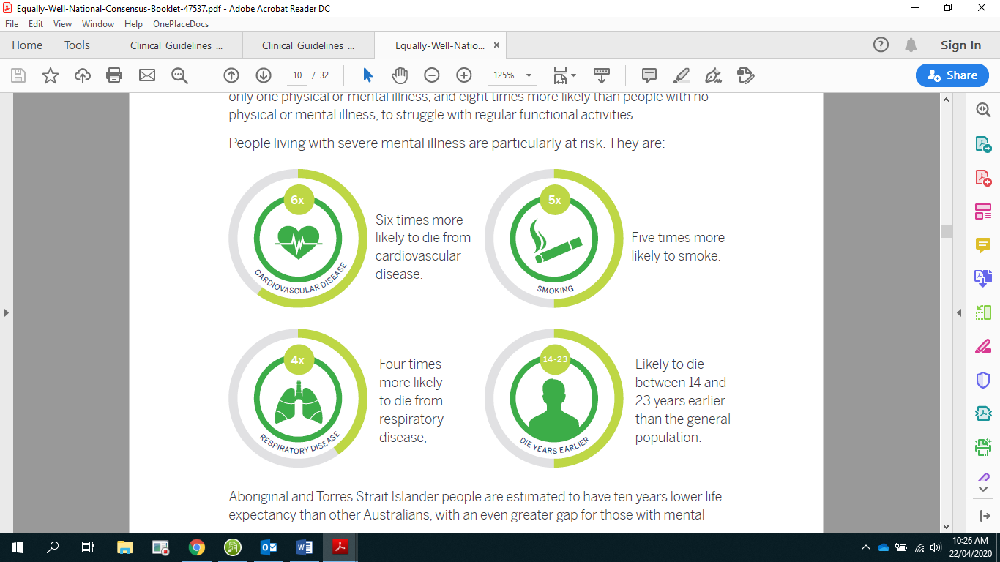 Equally-Well-National-Consensus-Booklet-47537.pdf - Adobe Acrobat Reader DC
File Edit View Window Help OnePlaceDocs
Home Tools Clinical_Guidelines_... Clinical_Guidelines_... Equally-Well-Natio... × Sign In
10 / 32 125% Share
only one physical or mental illness, and eight times more likely than people with no
physical or mental illness, to struggle with regular functional activities.
People living with severe mental illness are particularly at risk. They are:
6x
CARDIOVASCULAR DISEASE
Six times more
likely to die from
cardiovascular
disease.
5x
SMOKING
Five times more
likely to smoke.
4x
RESPIRATORY DISEASE
Four times
more likely
to die from
respiratory
disease,
14-23
DIE YEARS EARLIER
Likely to die
between 14 and
23 years earlier
than the general
population.
Aboriginal and Torres Strait Islander people are estimated to have ten years lower life
expectancy than other Australians, with an even greater gap for those with mental
10:26 AM
22/04/2020